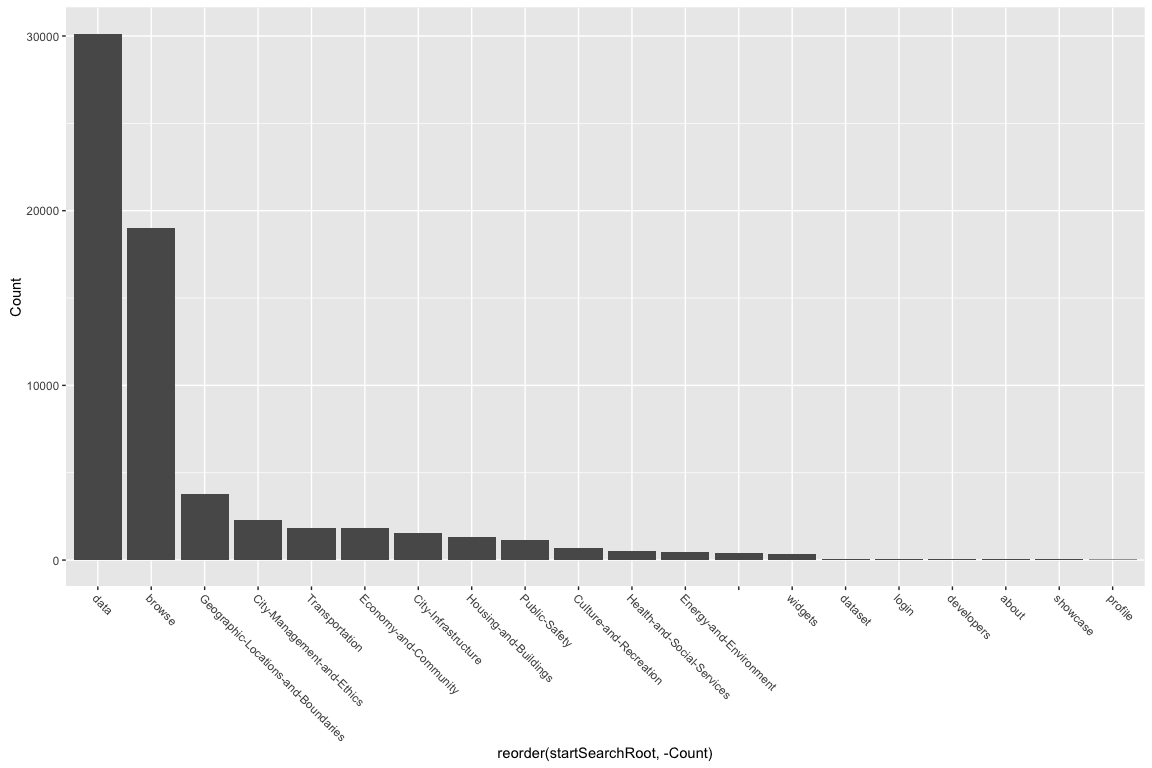 30000
20000
10000
0
Count
data
browse
Geographic-Locations-and-Boundaries
City-Management-and-Ethics
Transportation
Economy-and-Community
City-Infrastructure
Housing-and-Buildings
Public-Safety
Culture-and-Recreation
Health-and-Social-Services
Energy-and-Environment
widgets
dataset
login
developers
about
showcase
profile
reorder(startSearchRoot, -Count)